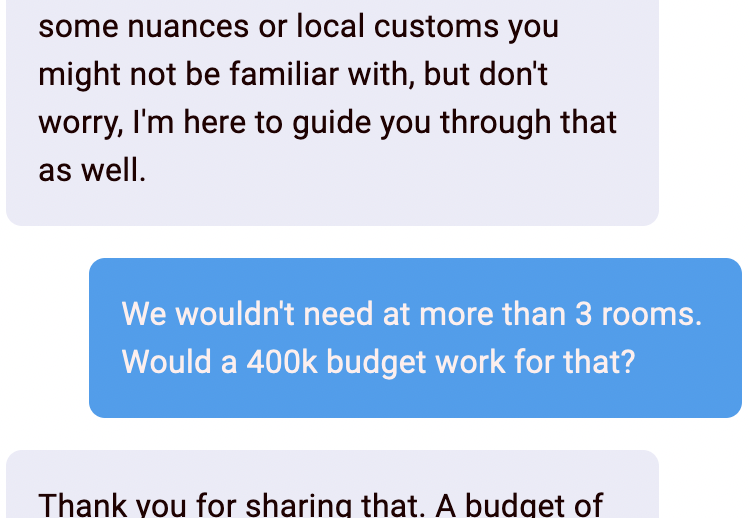 some nuances or local customs you
might not be familiar with, but don't
worry, I'm here to guide you through that
as well.
We wouldn't need at more than 3 rooms.
Would a 400k budget work for that?
Thank you for sharing that. A budget of